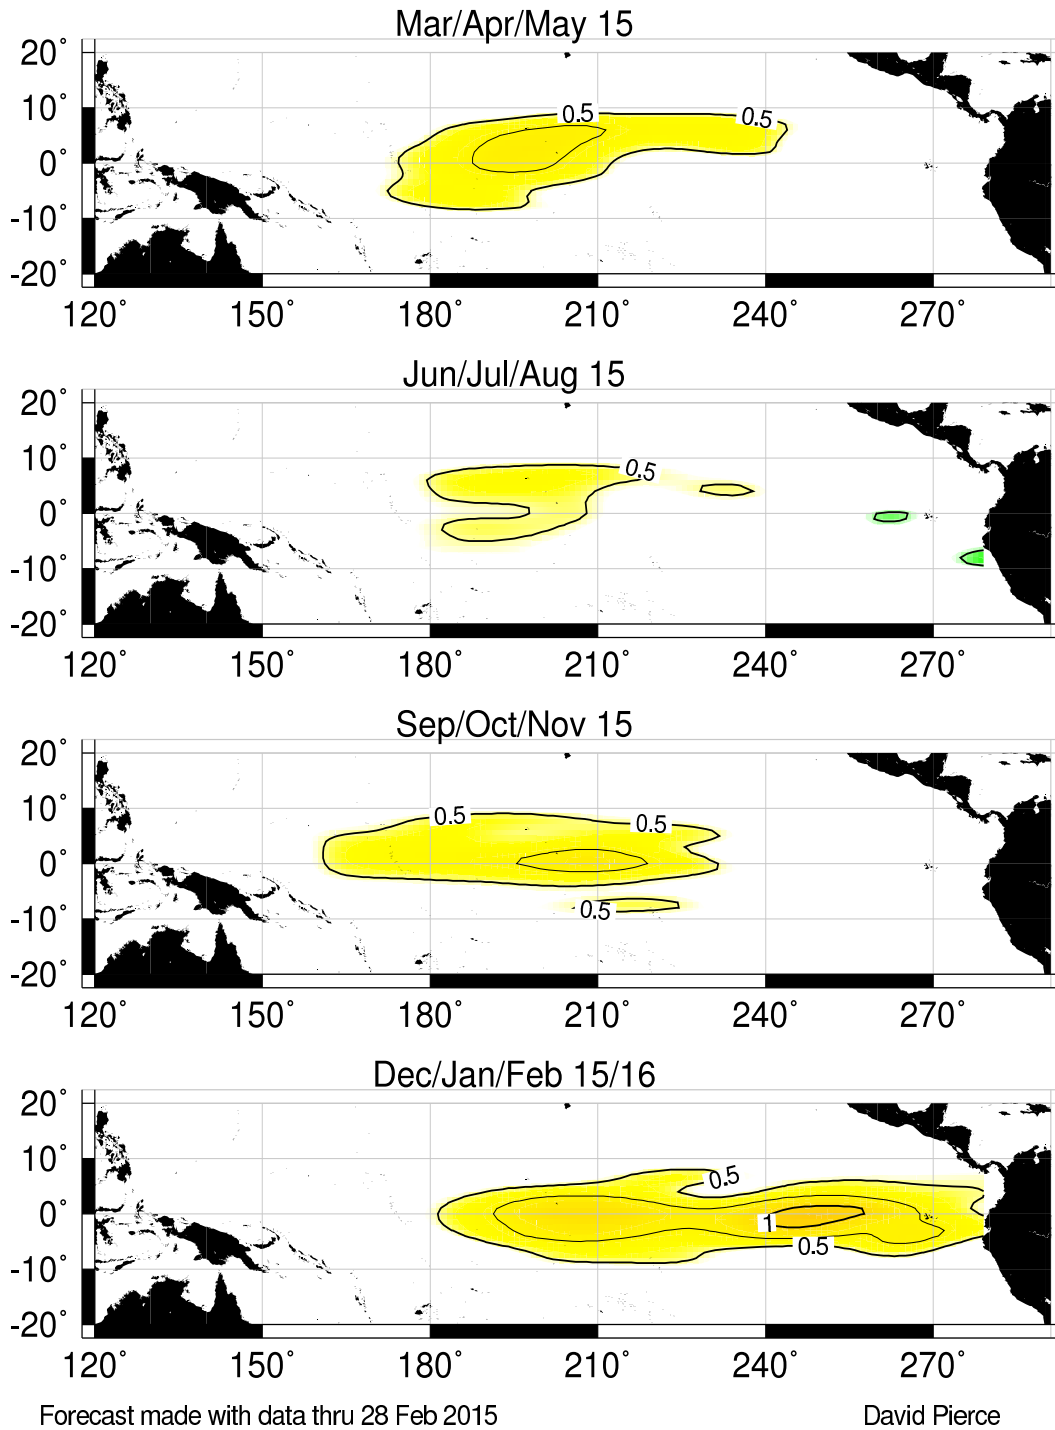 Mar/Apr/May 15
20°
0.5 0.5
10°
0°
-10°
-20°
120° 150° 180° 210° 240° 270°
Jun/Jul/Aug 15
20°
10° 0.5
0°
-10°
-20°
120° 150° 180° 210° 240° 270°
Sep/Oct/Nov 15
20°
10° 0.5 0.5
0°
-10° 0.5
-20°
120° 150° 180° 210° 240° 270°
Dec/Jan/Feb 15/16
20°
10° 0.5
0° 1
0.5
-10°
-20°
120° 150° 180° 210° 240° 270°
Forecast made with data thru 28 Feb 2015 David Pierce